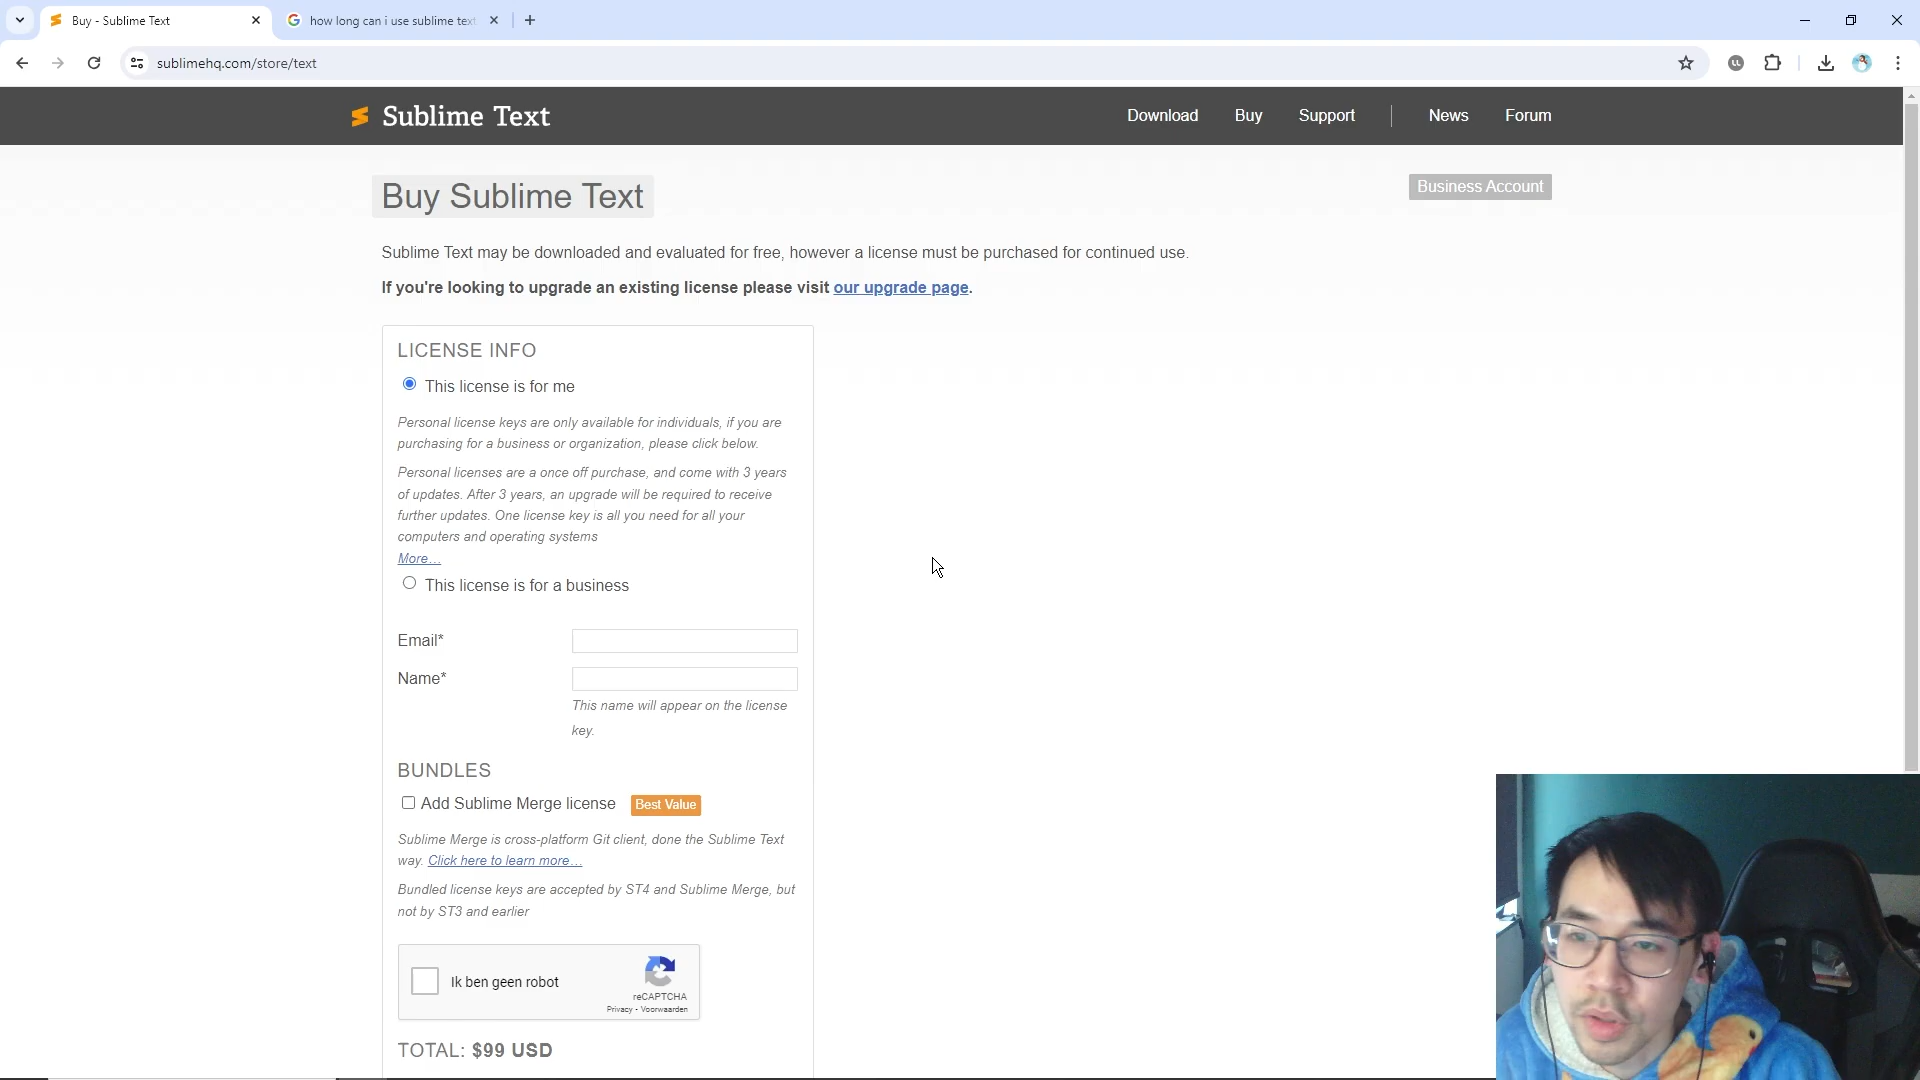 Buy - Sublime Text
how long can i use sublime text
sublimehq.com/store/text
Sublime Text
Download
Buy
Support
News
Forum
Buy Sublime Text
Business Account
Sublime Text may be downloaded and evaluated for free, however a license must be purchased for continued use.
If you're looking to upgrade an existing license please visit our upgrade page.
LICENSE INFO
This license is for me
Personal license keys are only available for individuals, if you are
purchasing for a business or organization, please click below.
Personal licenses are a once off purchase, and come with 3 years
of updates. After 3 years, an upgrade will be required to receive
further updates. One license key is all you need for all your
computers and operating systems
More…
This license is for a business
Email*
Name*
This name will appear on the license
key.
BUNDLES
Add Sublime Merge license
Best Value
Sublime Merge is cross-platform Git client, done the Sublime Text
way. Click here to learn more…
Bundled license keys are accepted by ST4 and Sublime Merge, but
not by ST3 and earlier
Ik ben geen robot
reCAPTCHA
Privacy - Voorwaarden
TOTAL: $99 USD